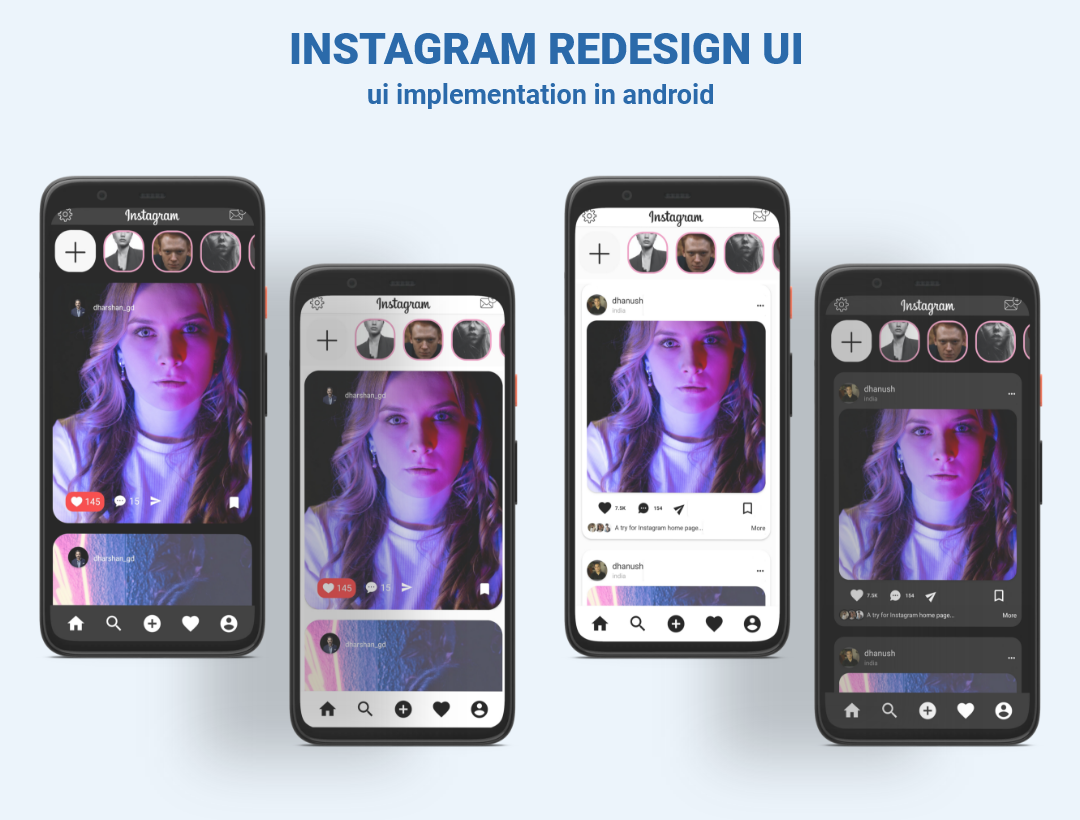 INSTAGRAM REDESIGN UI
ui implementation in android
Instagram
dharshan_gd
145
15
dharshan_gd
Instagram
dharshan_gd
145
15
dharshan_gd
Instagram
dhanush
india
7.5K
154
A try for Instagram home page...
More
dhanush
india
Instagram
dhanush
india
7.5K
154
A try for Instagram home page...
More
dhanush
india